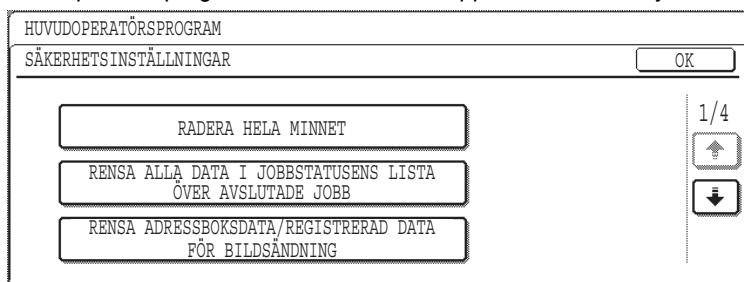 HUVUDOPERATÖRSPROGRAM
SÄKERHETSINSTÄLLNINGAR
OK
RADERA HELA MINNET
1/4
RENSA ALLA DATA I JOBBSTATUSENS LISTA
ÖVER AVSLUTADE JOBB
RENSA ADRESSBOKSDATA/REGISTRERAD DATA
FÖR BILDSÄNDNING